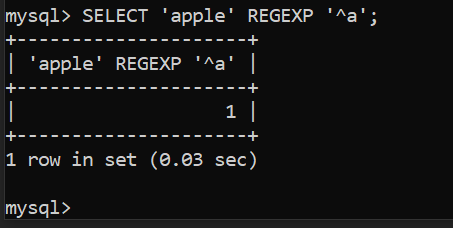 mysql> SELECT 'apple' REGEXP '^a';
+--------------------+
| 'apple' REGEXP '^a' |
+--------------------+
|                   1 |
+--------------------+
1 row in set (0.03 sec)
mysql>